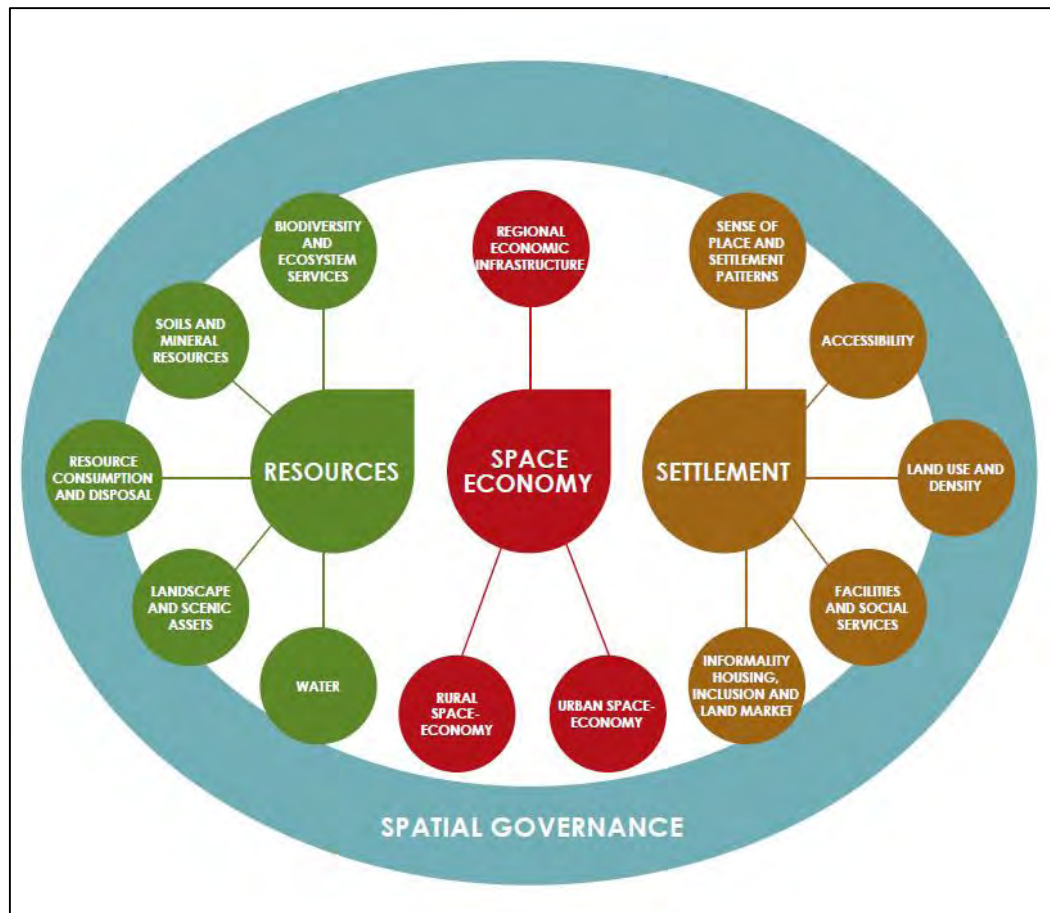 BIODIVERSITY
AND
ECOSYSTEM
SERVICES
SOILS AND
MINERAL
RESOURCES
RESOURCE
CONSUMPTION
AND DISPOSAL
LANDSCAPE
AND SCENIC
ASSETS
WATER
RESOURCES
REGIONAL
ECONOMIC
INFRASTRUCTURE
SPACE
ECONOMY
RURAL
SPACE-
ECONOMY
URBAN SPACE-
ECONOMY
SENSE OF
PLACE AND
SETTLEMENT
PATTERNS
ACCESSIBILITY
LAND USE AND
DENSITY
FACILITIES
AND SOCIAL
SERVICES
INFORMALITY
HOUSING,
INCLUSION AND
LAND MARKET
SETTLEMENT
SPATIAL GOVERNANCE